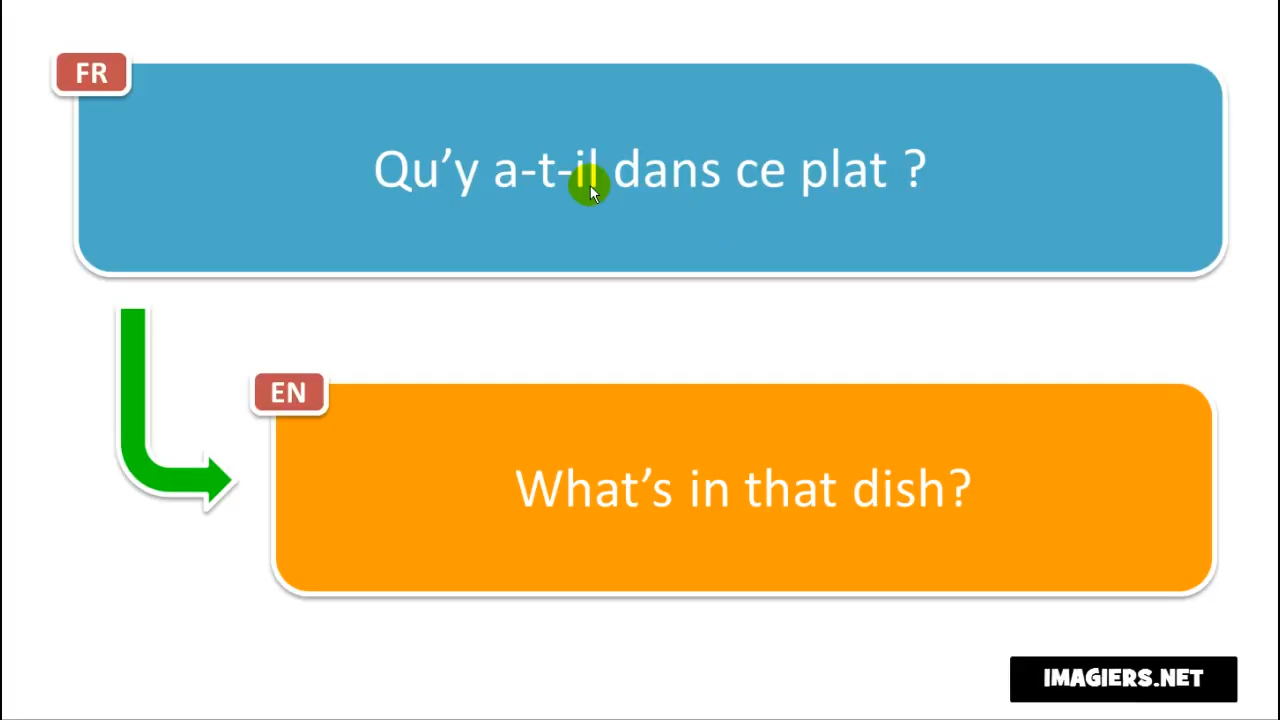 FR
Qu’y a-t-il dans ce plat ?
EN
What’s in that dish?
IMAGIERS.NET